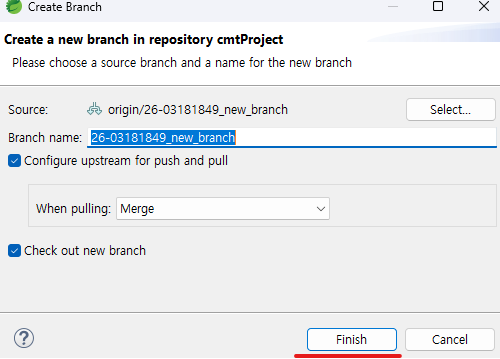 Create Branch
Create a new branch in repository cmtProject
Please choose a source branch and a name for the new branch
Source: origin/26-03181849_new_branch Select...
Branch name: 26-03181849_new_branch
Configure upstream for push and pull
When pulling: Merge
Check out new branch
? Finish Cancel